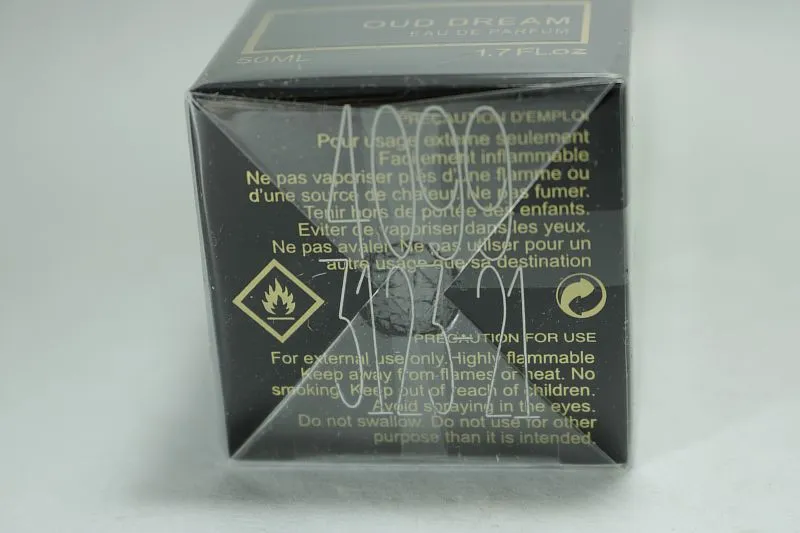 OUD DREAM
EAU DE PARFUM
50ML 1.7 FL.oz
PRECAUTION D'EMPLOI
Pour usage externe seulement
Facilement inflammable
Ne pas vaporiser près d'une flamme ou
d'une source de chaleur. Ne pas fumer.
Tenir hors de portée des enfants.
Eviter de vaporiser dans les yeux.
Ne pas avaler. Ne pas utiliser pour un
autre usage que sa destination
4000
PRECAUTION FOR USE
For external use only. Highly flammable
Keep away from flames or heat. No
smoking. Keep out of reach of children.
Avoid spraying in the eyes.
Do not swallow. Do not use for other
purpose than it is intended.